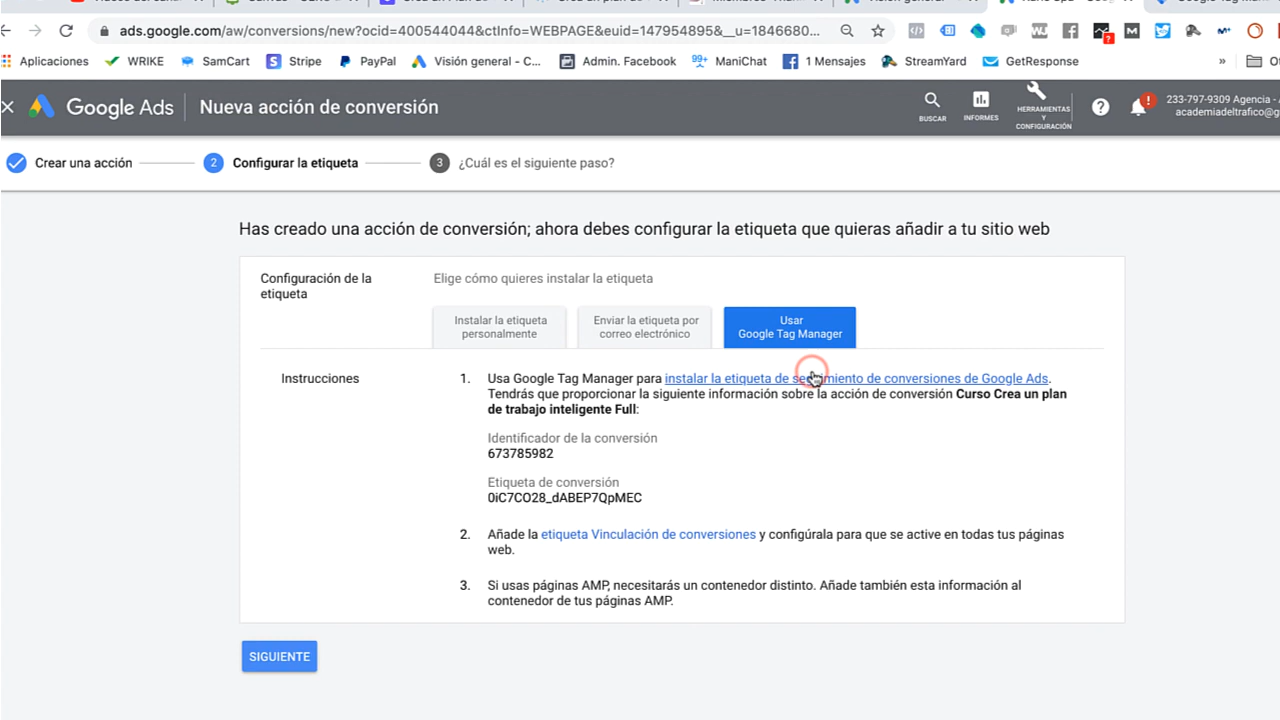 Visión general
ads.google.com/aw/conversions/new?ocid=400544044&ctInfo=WEBPAGE&euid=147954895&__u=1846680...
Aplicaciones WRIKE SamCart Stripe PayPal Visión general - C... Admin. Facebook 99+ ManiChat 1 Mensajes StreamYard GetResponse »
Google Ads Nueva acción de conversión
BUSCAR
INFORMES
HERRAMIENTAS
Y
CONFIGURACIÓN
233-797-9309 Agencia -
academiadeltrafico@g
Crear una acción 2 Configurar la etiqueta 3 ¿Cuál es el siguiente paso?
Has creado una acción de conversión; ahora debes configurar la etiqueta que quieras añadir a tu sitio web
Configuración de la
etiqueta
Elige cómo quieres instalar la etiqueta
Instalar la etiqueta
personalmente
Enviar la etiqueta por
correo electrónico
Usar
Google Tag Manager
Instrucciones
1. Usa Google Tag Manager para instalar la etiqueta de seguimiento de conversiones de Google Ads.
Tendrás que proporcionar la siguiente información sobre la acción de conversión Curso Crea un plan
de trabajo inteligente Full:
Identificador de la conversión
673785982
Etiqueta de conversión
0iC7CO28_dABEP7QpMEC
2. Añade la etiqueta Vinculación de conversiones y configúrala para que se active en todas tus páginas
web.
3. Si usas páginas AMP, necesitarás un contenedor distinto. Añade también esta información al
contenedor de tus páginas AMP.
SIGUIENTE